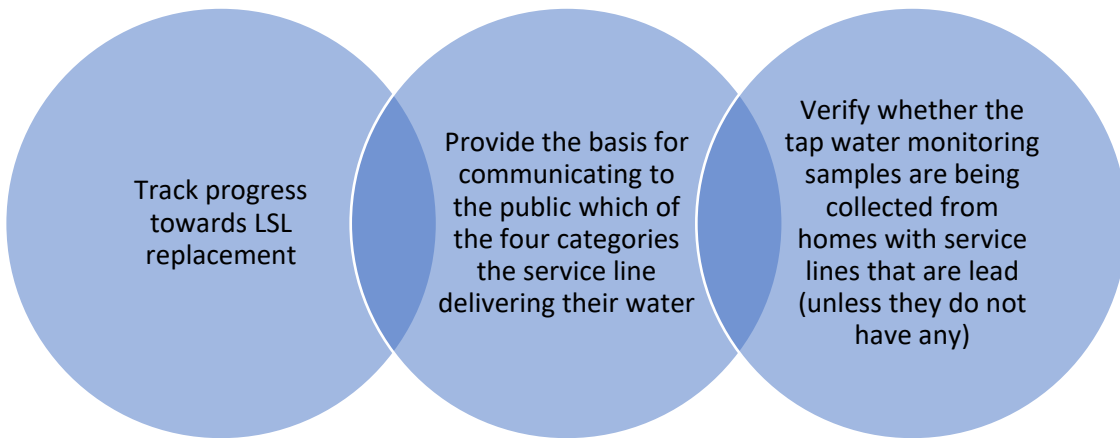 Track progress
towards LSL
replacement
Provide the basis for
communicating to
the public which of
the four categories
the service line
delivering their water
Verify whether the
tap water monitoring
samples are being
collected from
homes with service
lines that are lead
(unless they do not
have any)